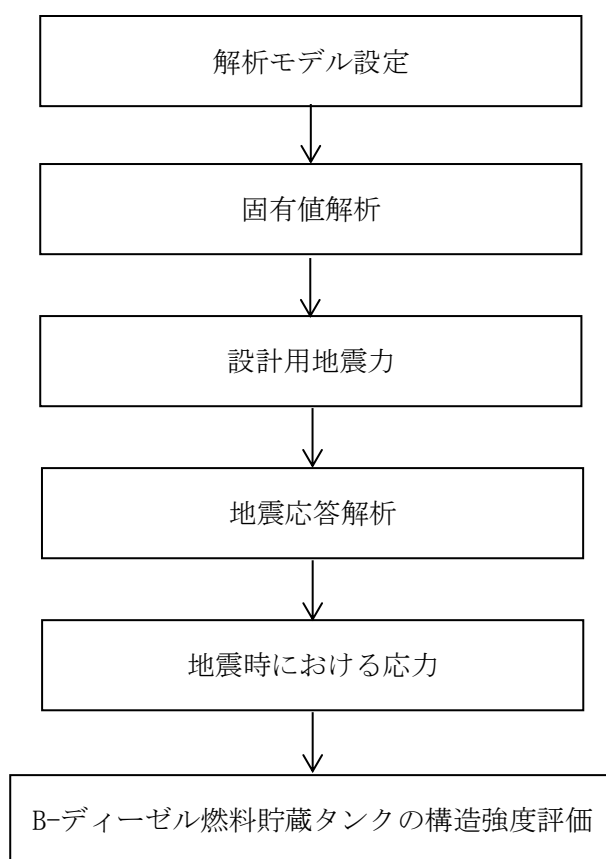 解析モデル設定
固有値解析
設計用地震力
地震応答解析
地震時における応力
B-ディーゼル燃料貯蔵タンクの構造強度評価